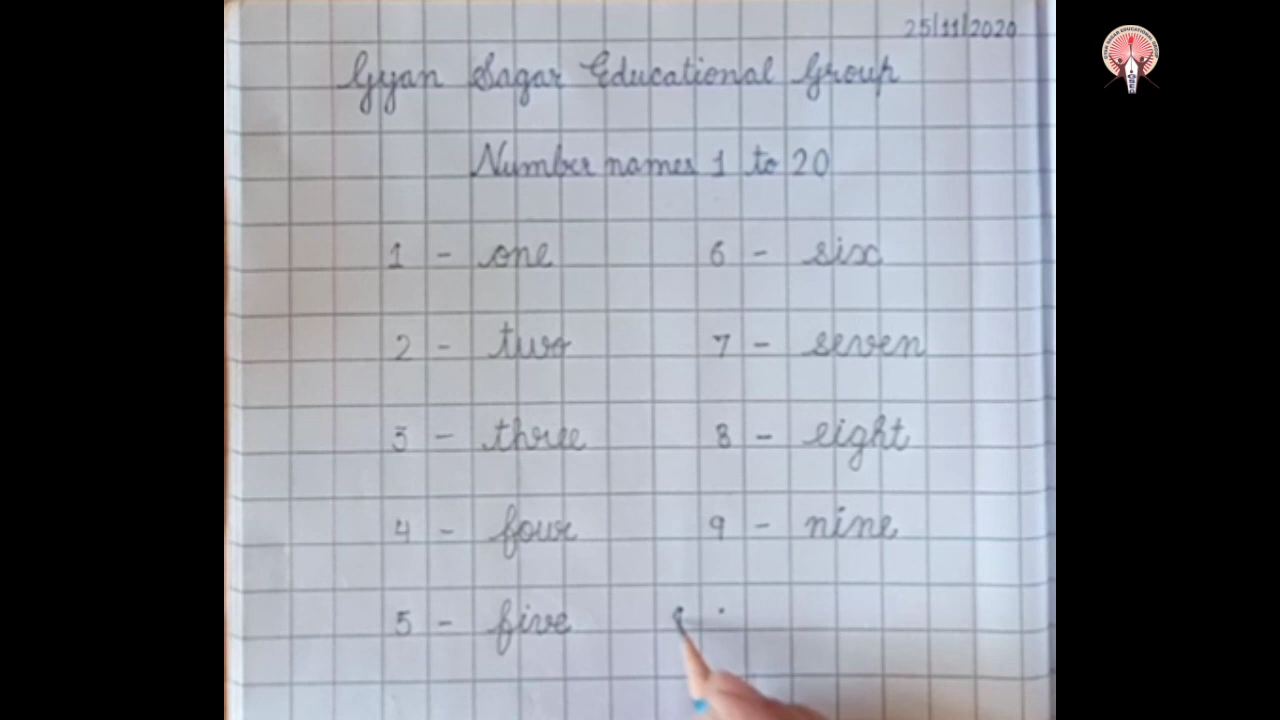 25/11/2020
Gyan Sagar Educational Group
Number names 1 to 20
1 - one
6 - six
2 - two
7 - seven
3 - three
8 - eight
4 - four
9 - nine
5 - five